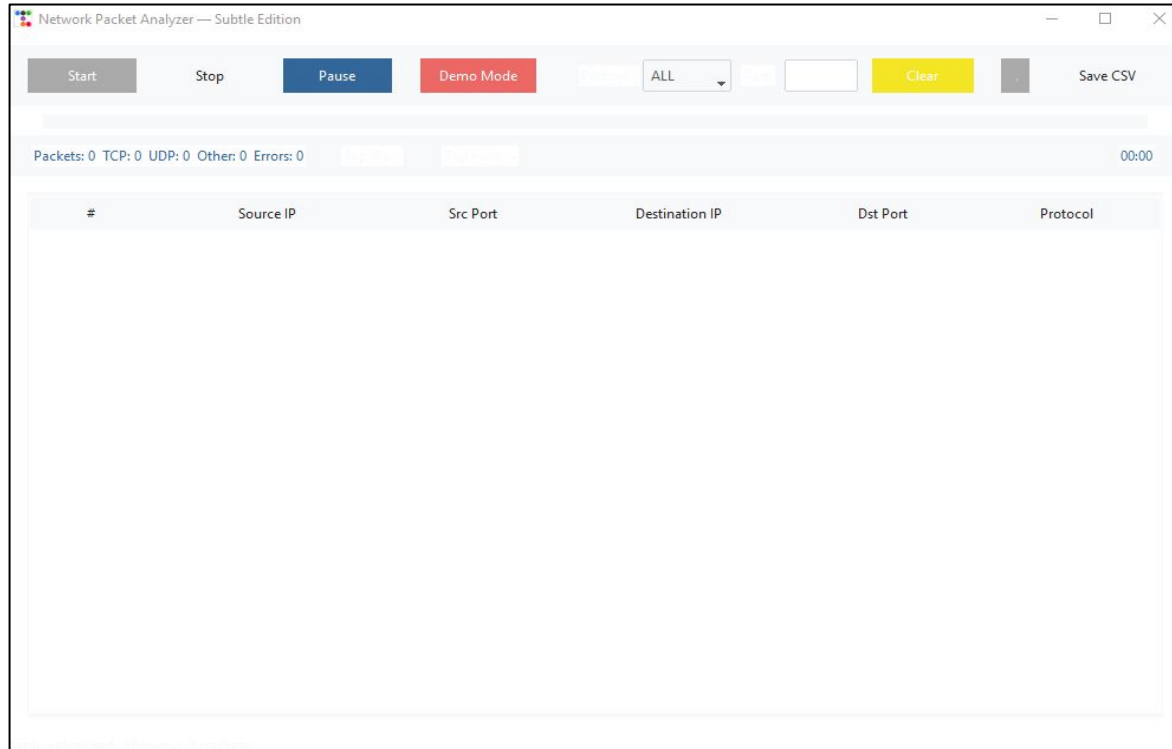 Network Packet Analyzer — Subtle Edition
Start Stop Pause Demo Mode ALL Clear Save CSV
Packets: 0 TCP: 0 UDP: 0 Other: 0 Errors: 0 00:00
# Source IP Src Port Destination IP Dst Port Protocol